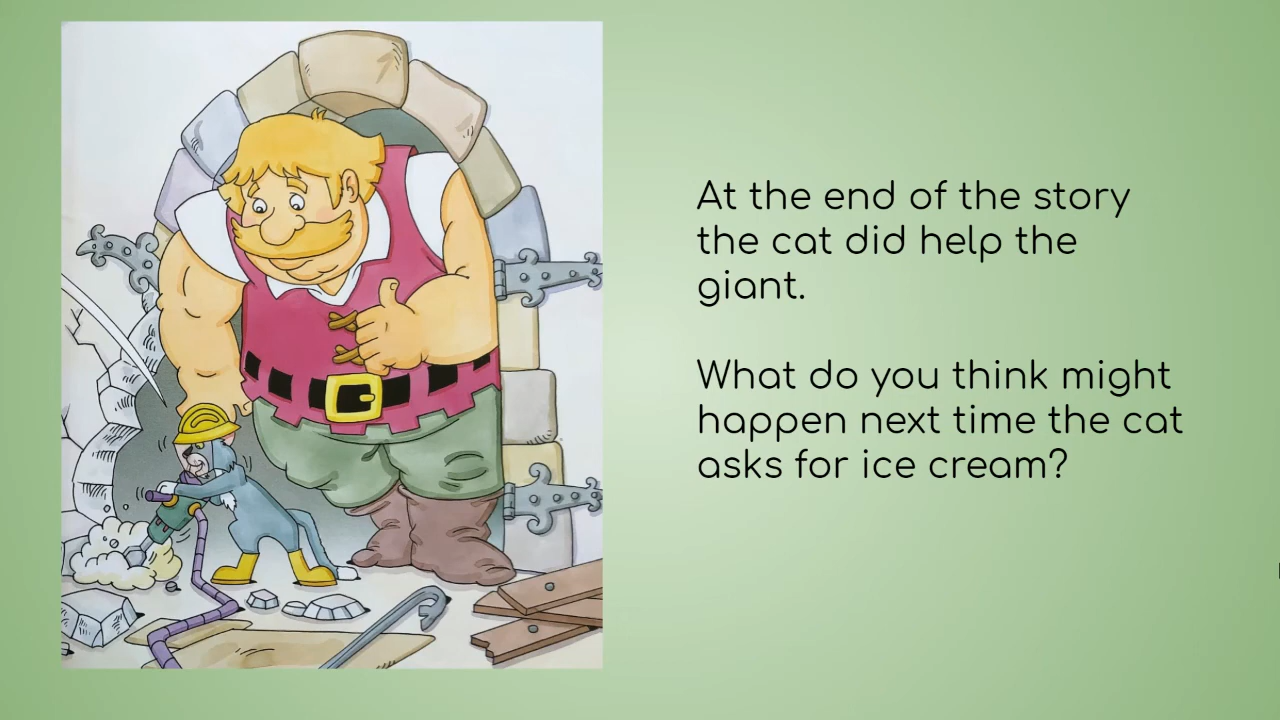 At the end of the story
the cat did help the
giant.
What do you think might
happen next time the cat
asks for ice cream?